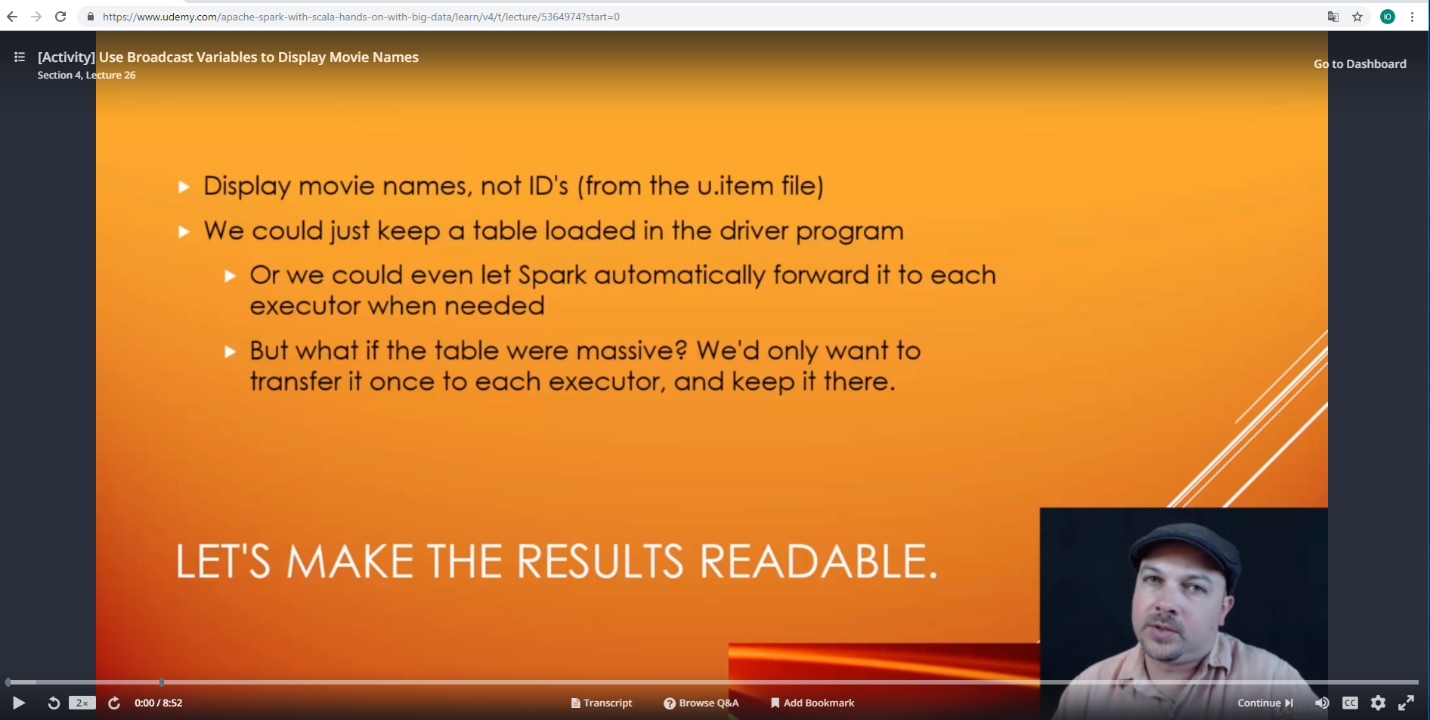 https://www.udemy.com/apache-spark-with-scala-hands-on-with-big-data/learn/v4/t/lecture/5364974?start=0
IO
[Activity] Use Broadcast Variables to Display Movie Names
Section 4, Lecture 26
Go to Dashboard
Display movie names, not ID's (from the u.item file)
We could just keep a table loaded in the driver program
Or we could even let Spark automatically forward it to each
executor when needed
But what if the table were massive? We'd only want to
transfer it once to each executor, and keep it there.
LET'S MAKE THE RESULTS READABLE.
2x
0:00 / 8:52
Transcript
Browse Q&A
Add Bookmark
Continue
CC